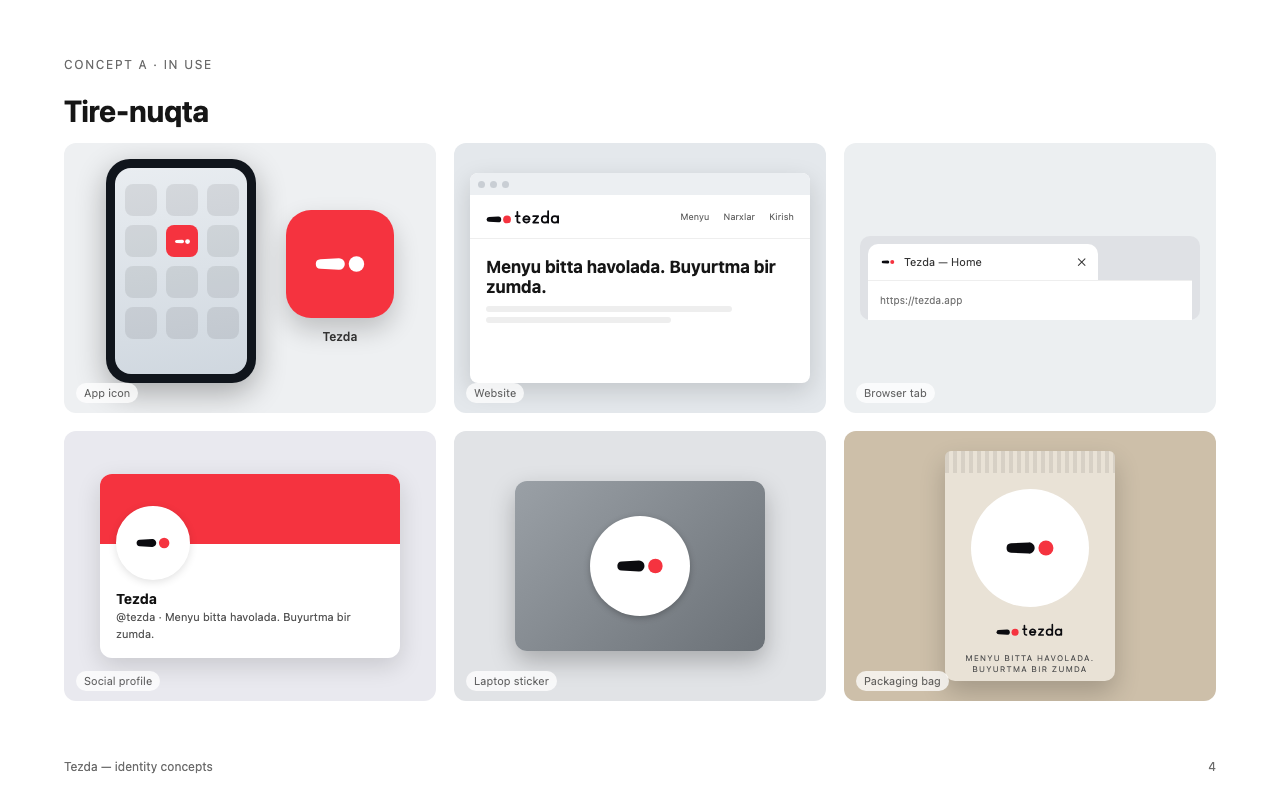 CONCEPT A · IN USE
Tire-nuqta
Tezda
App icon
tezda
Menyu Narxlar Kirish
Menyu bitta havolada. Buyurtma bir
zumda.
Website
Tezda — Home
https://tezda.app
Browser tab
Tezda
@tezda · Menyu bitta havolada. Buyurtma bir
zumda.
Social profile
Laptop sticker
tezda
MENYU BITTA HAVOLADA.
BUYURTMA BIR ZUMDA
Packaging bag
Tezda — identity concepts
4